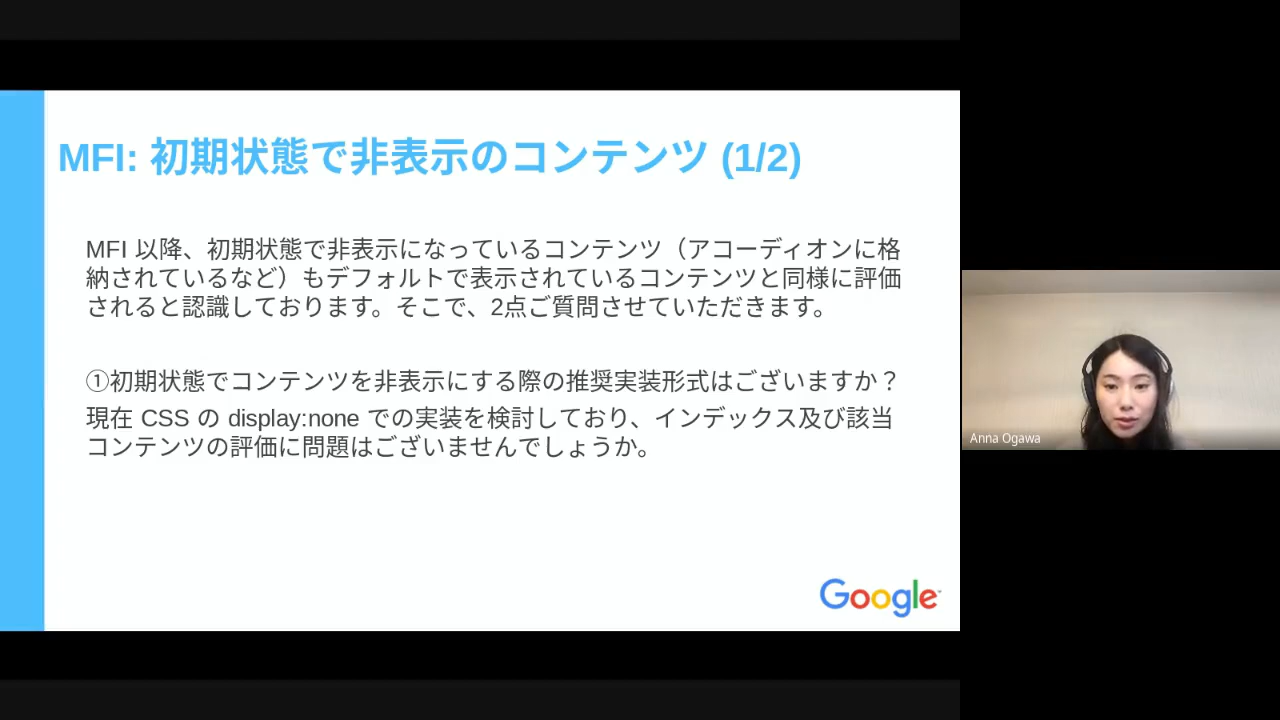 MFI: 初期状態で非表示のコンテンツ (1/2)
MFI 以降、初期状態で非表示になっているコンテンツ（アコーディオンに格
納されているなど）もデフォルトで表示されているコンテンツと同様に評価
されると認識しております。そこで、2点ご質問させていただきます。
①初期状態でコンテンツを非表示にする際の推奨実装形式はございますか？
現在 CSS の display:none での実装を検討しており、インデックス及び該当
コンテンツの評価に問題はございませんでしょうか。
Google
Anna Ogawa